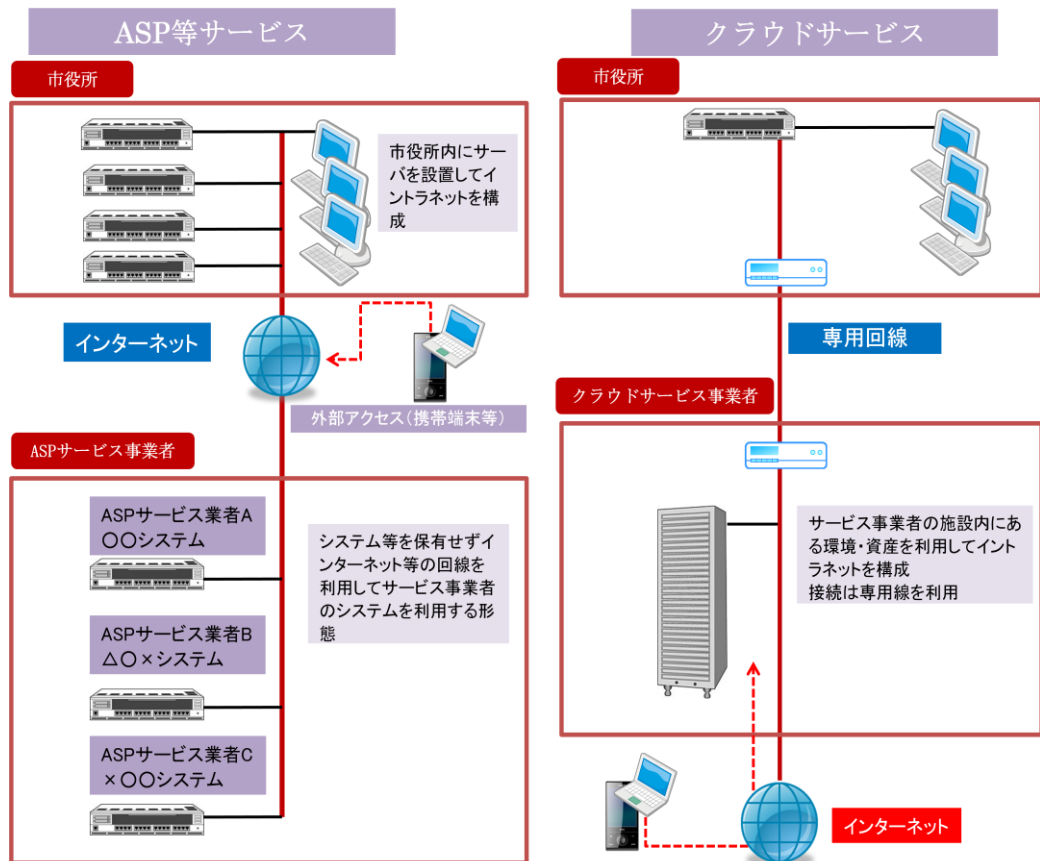 ASP等サービス
市役所
市役所内にサー
バを設置してイ
ントラネットを構
成
インターネット
外部アクセス(携帯端末等)
ASPサービス事業者
ASPサービス業者A
〇〇システム
システム等を保有せずイ
ンターネット等の回線を
利用してサービス事業者
のシステムを利用する形
態
ASPサービス業者B
△〇×システム
ASPサービス業者C
×〇〇システム
クラウドサービス
市役所
専用回線
クラウドサービス事業者
サービス事業者の施設内にあ
る環境・資産を利用してイント
ラネットを構成
接続は専用線を利用
インターネット